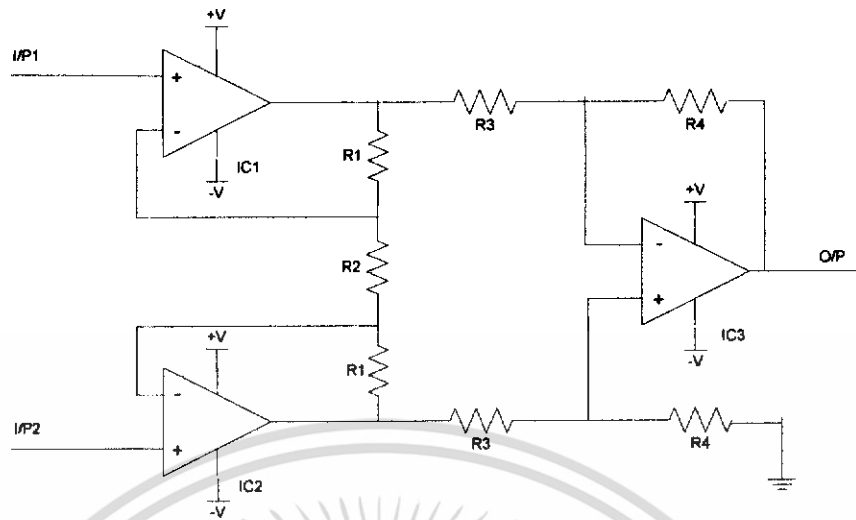 +V
I/P1
+
-
IC1
-V
R1
R3
R4
R2
+V
-
+
IC3
-V
O/P
+V
R1
-
I/P2
+
IC2
-V
R3
R4